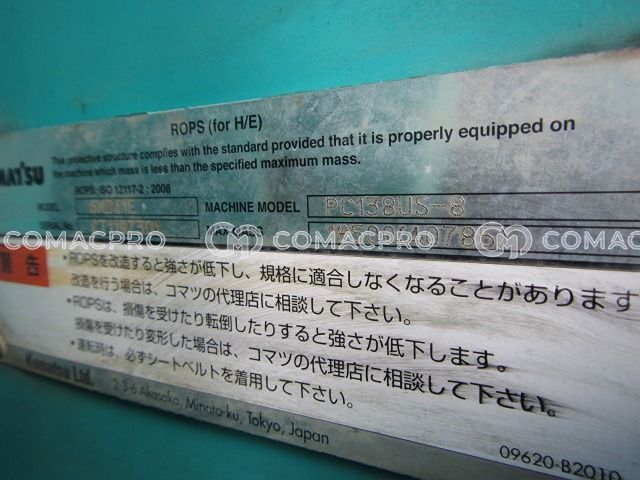 ROPS (for H/E)
This protective structure complies with the standard provided that it is properly equipped on
the machine which mass is less than the specified maximum mass.
MATSU
ROPS: ISO 12117-2 : 2008
MODEL MACHINE MODEL PC138US-8
COMACPRO COMACPRO COMACPRO
警告
• ROPSを改造すると強さが低下し、規格に適合しなくなることがあります
改造を行う場合は、コマツの代理店に相談して下さい。
• ROPSは、損傷を受けたり転倒したりすると強さが低下します。
損傷を受けたり変形した場合は、コマツの代理店に相談して下さい。
• 運転時は、必ずシートベルトを着用して下さい。
Komatsu Ltd.
2-3-6 Akasaka, Minato-ku, Tokyo, Japan
09620-B2010